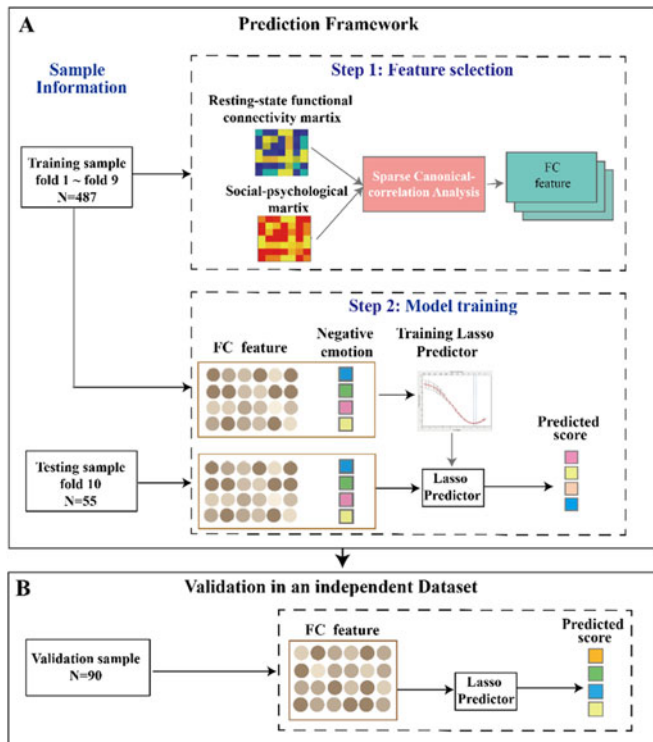 A
Prediction Framework
Sample
Information
Step 1: Feature selection
Resting-state functional
connectivity martix
Training sample
fold 1 ~ fold 9
N=487
Sparse Canonical-
correlation Analysis
FC
feature
Social-psychological
martix
Step 2: Model training
FC feature
Negative
emotion
Training Lasso
Predictor
Predicted
score
Testing sample
fold 10
N=55
Lasso
Predictor
B
Validation in an independent Dataset
FC feature
Predicted
score
Validation sample
N=90
Lasso
Predictor